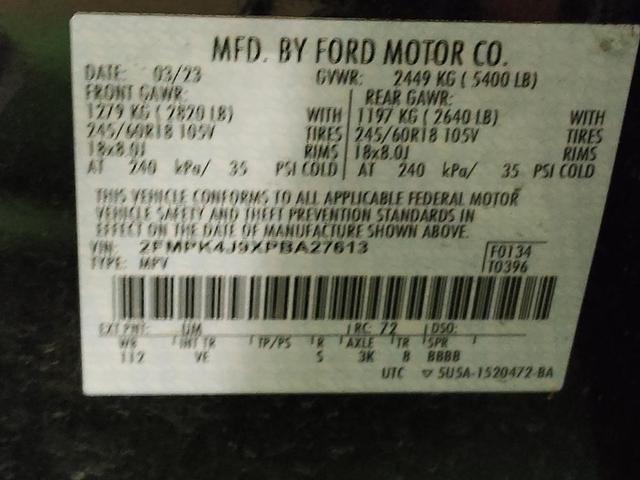 MFD. BY FORD MOTOR CO.
DATE: 03/23 GVWR: 2449 KG ( 5400 LB)
FRONT GAWR: REAR GAWR:
1279 KG ( 2820 LB) WITH 1197 KG ( 2640 LB) WITH
245/60R18 105V TIRES 245/60R18 105V TIRES
18x8.0J RIMS 18x8.0J RIMS
AT 240 kPa/ 35 PSI COLD AT 240 kPa/ 35 PSI COLD
THIS VEHICLE CONFORMS TO ALL APPLICABLE FEDERAL MOTOR
VEHICLE SAFETY AND THEFT PREVENTION STANDARDS IN
EFFECT ON THE DATE OF MANUFACTURE SHOWN ABOVE.
VIN: 2FMPK4J9XPBA27613 F0134
TYPE: MPV T0396
EXT PNT: UM RC: 72 DSO:
WB INT TR TP/PS R AXLE TR SPR
112 VE S 3K 8 BBBB
UTC ▽ 5U5A-1520472-BA